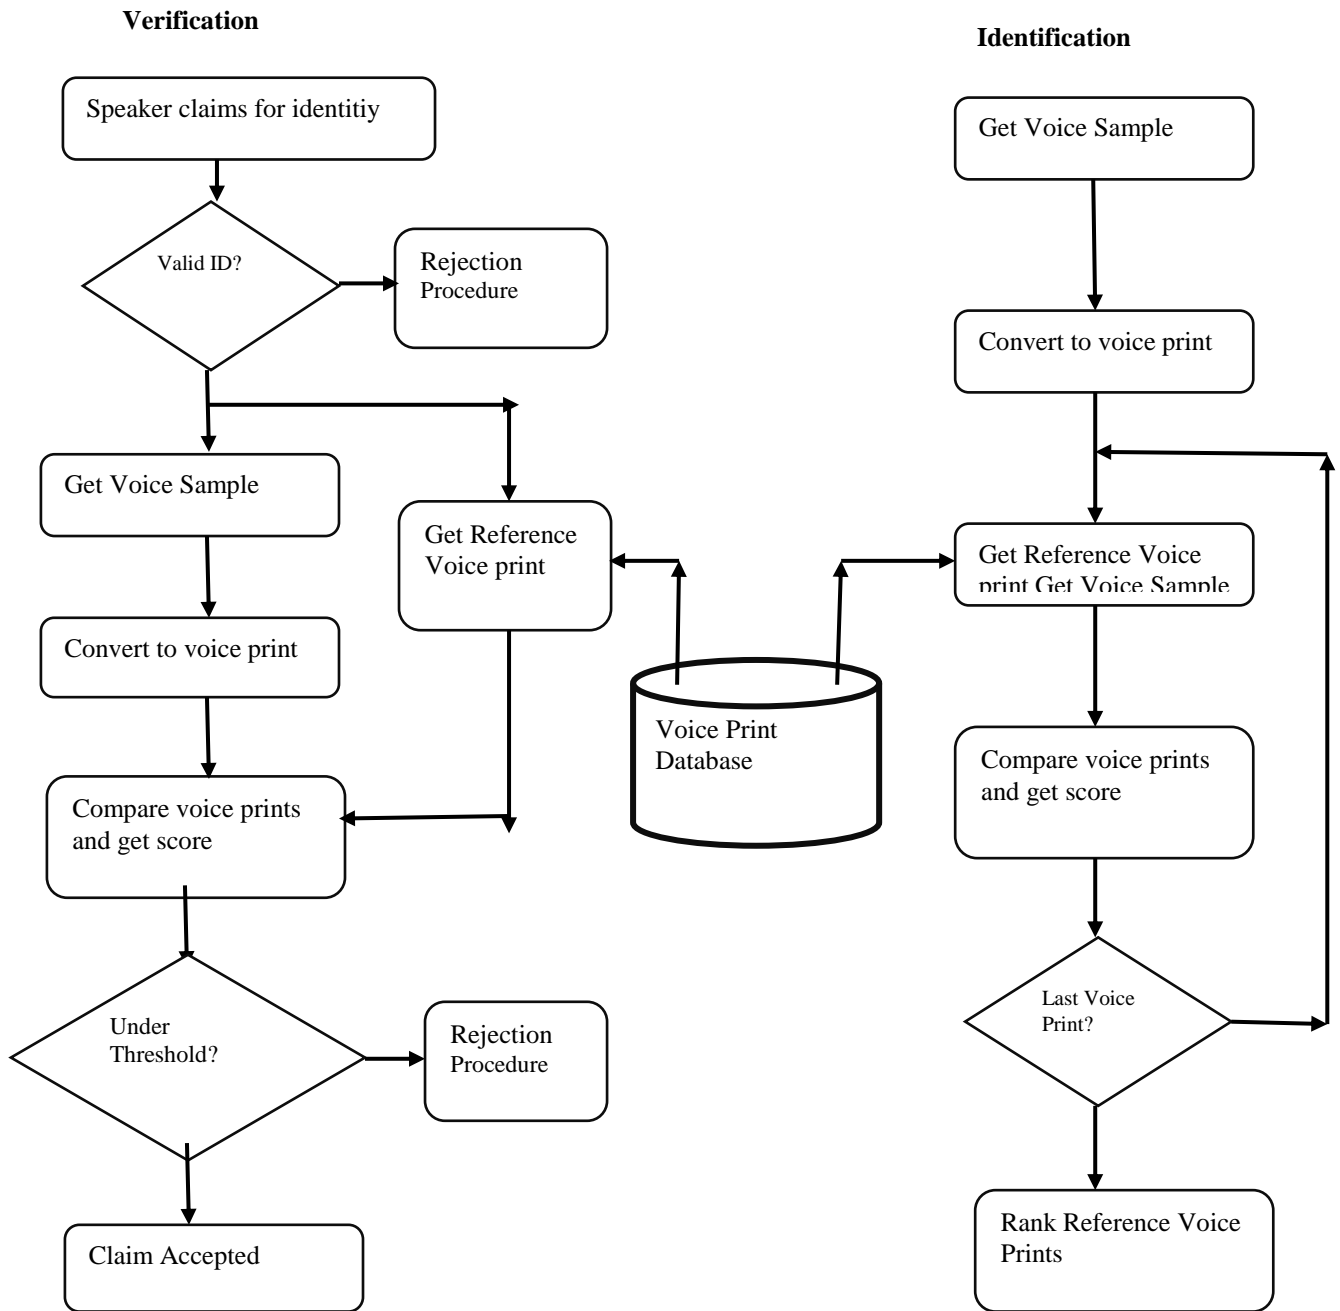 Verification
Speaker claims for identitiy
Valid ID?
Rejection
Procedure
Get Voice Sample
Get Reference
Voice print
Convert to voice print
Compare voice prints
and get score
Under
Threshold?
Rejection
Procedure
Claim Accepted
Voice Print
Database
Identification
Get Voice Sample
Convert to voice print
Get Reference Voice
print Get Voice Sample
Compare voice prints
and get score
Last Voice
Print?
Rank Reference Voice
Prints